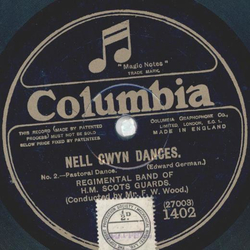 "Magic Notes"
TRADE MARK.
Columbia
THIS RECORD (MADE BY PATENTED PROCESS) MUST NOT BE SOLD BELOW PRICE FIXED BY PATENTEES
COLUMBIA GRAPHOPHONE CO., LIMITED, LONDON, E.C.1.
MADE IN ENGLAND
NELL GWYN DANCES.
No. 2.—Pastoral Dance. (Edward German.)
REGIMENTAL BAND OF
H.M. SCOTS GUARDS.
(Conducted by Mr. F. W. Wood.)
(27003)
1402